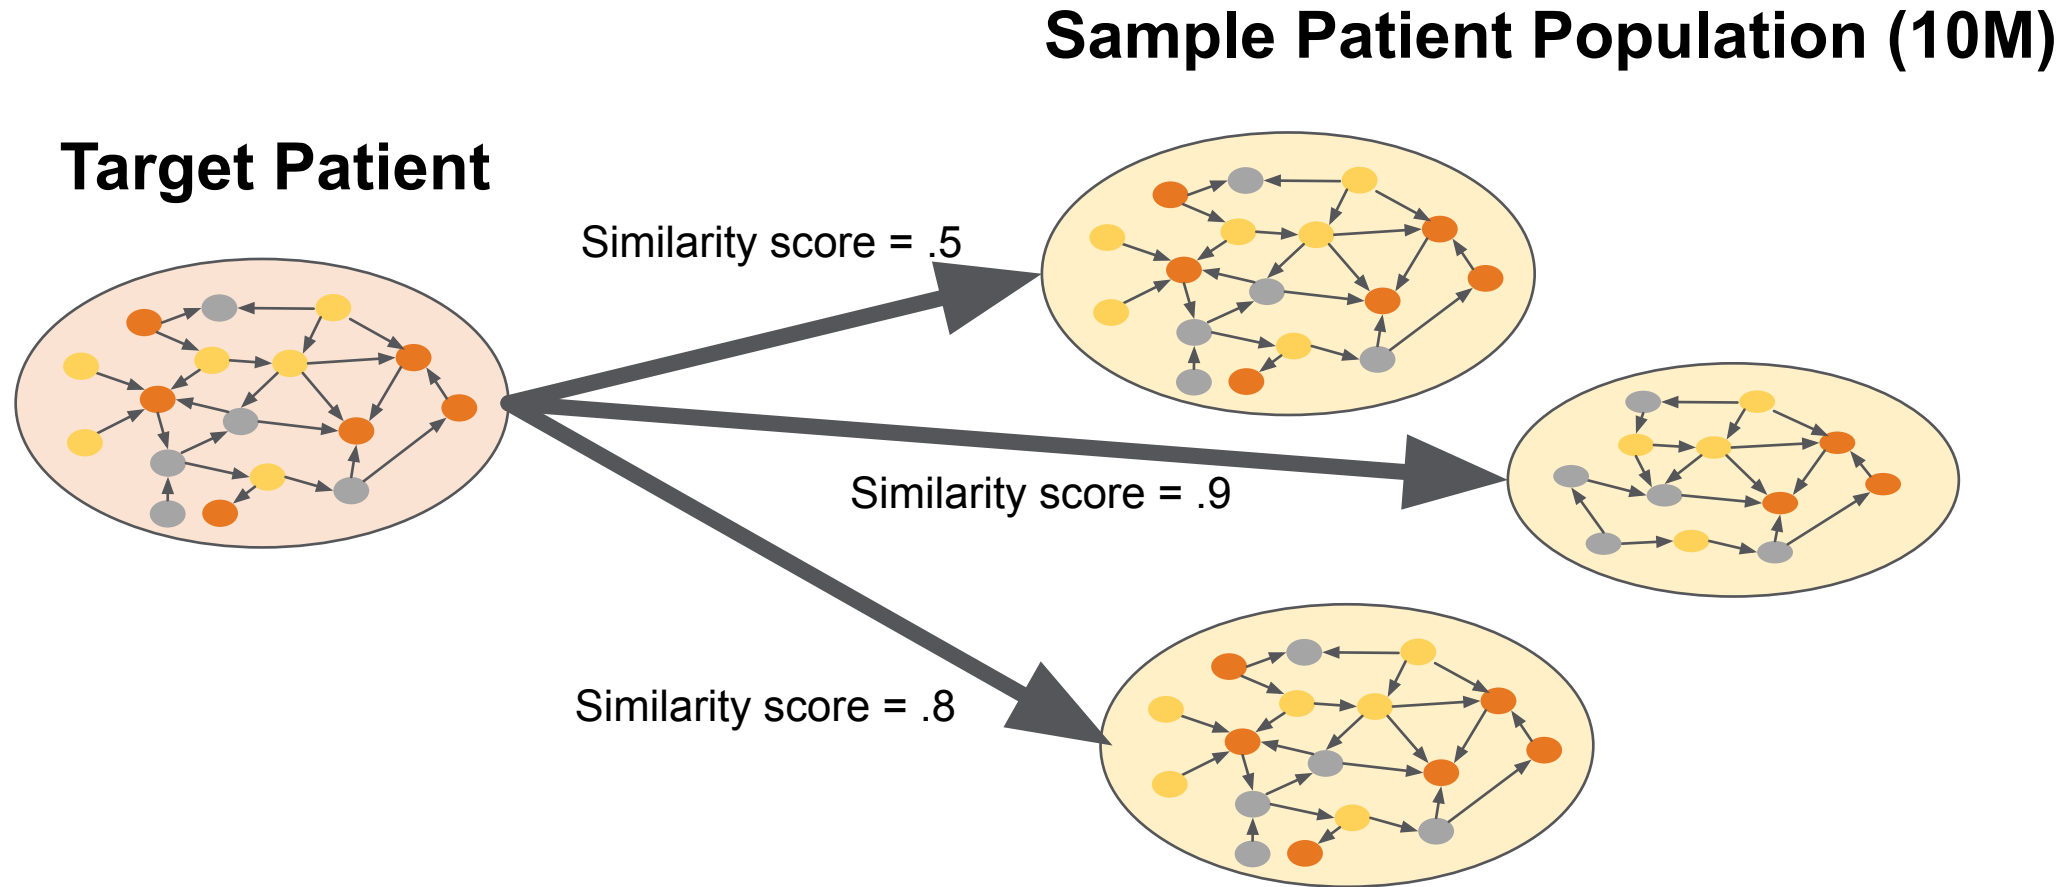 Sample Patient Population (10M)
Target Patient
Similarity score = .5
Similarity score = .9
Similarity score = .8